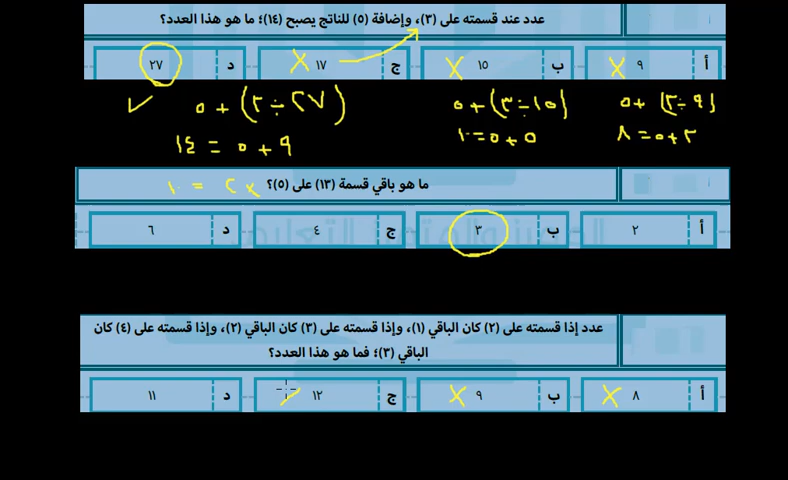 عدد عند قسمته على (٣)، وإضافة (٥) للناتج يصبح (١٤)؛ ما هو هذا العدد؟
أ ٩ ب ١٥ ج ١٧ د ٢٧
(٩ ÷ ٣) + ٥ (١٥ ÷ ٣) + ٥ (٢٧ ÷ ٣) + ٥
٣ + ٥ = ٨ ٥ + ٥ = ١٠ ٩ + ٥ = ١٤
ما هو باقي قسمة (١٣) على (٥)؟
أ ٢ ب ٣ ج ٤ د ٦
عدد إذا قسمته على (٢) كان الباقي (١)، وإذا قسمته على (٣) كان الباقي (٢)، وإذا قسمته على (٤) كان
الباقي (٣)؛ فما هو هذا العدد؟
أ ٨ ب ٩ ج ١٢ د ١١